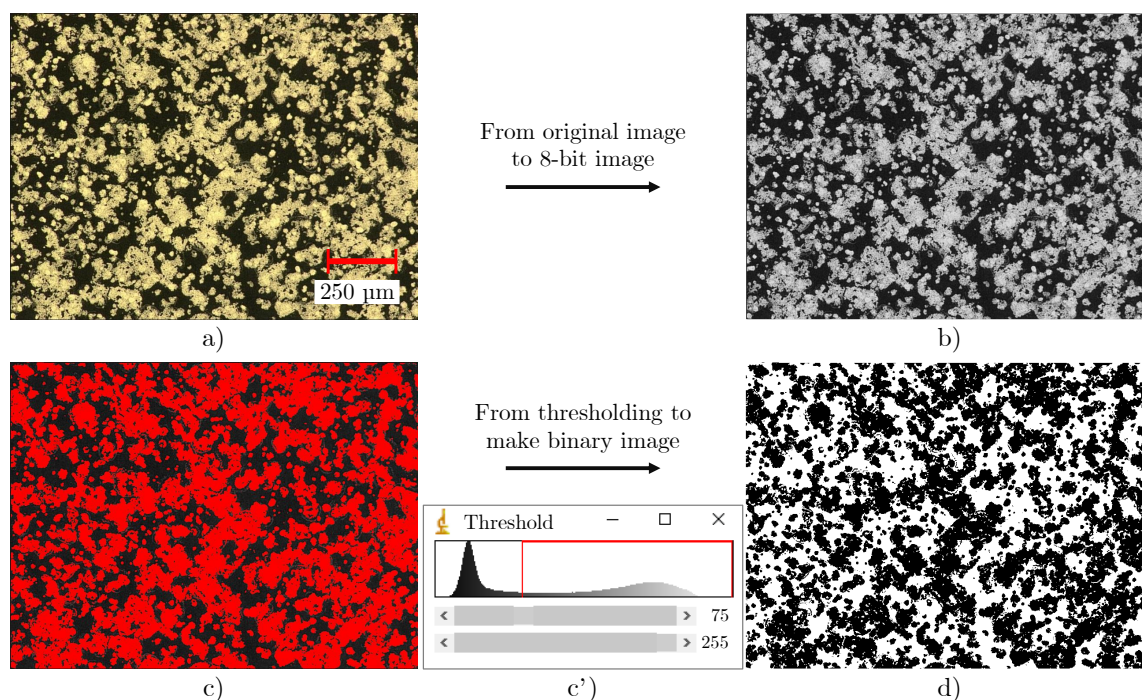 From original image
to 8-bit image
250 µm
a)
b)
From thresholding to
make binary image
Threshold
75
255
c)
c’)
d)